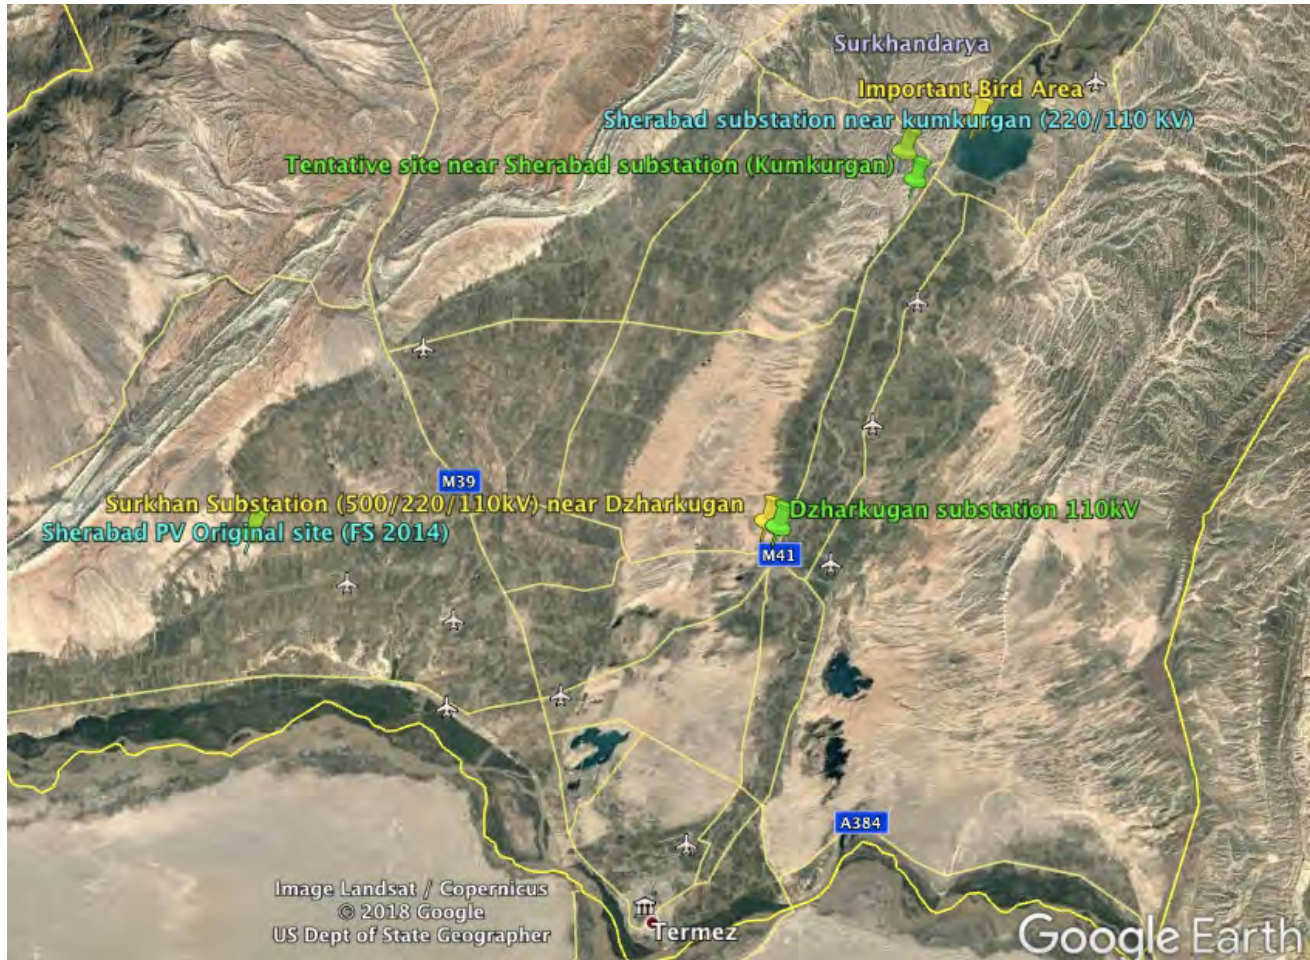 Surkhandarya
Important Bird Area
Sherabad substation near kumkurgan (220/110 KV)
Tentative site near Sherabad substation (Kumkurgan)
M39
Surkhan Substation (500/220/110kV) near Dzharkugan
Dzharkugan substation 110kV
Sherabad PV Original site (FS 2014)
M41
A384
Image Landsat / Copernicus
© 2018 Google
US Dept of State Geographer
Termez
Google Earth